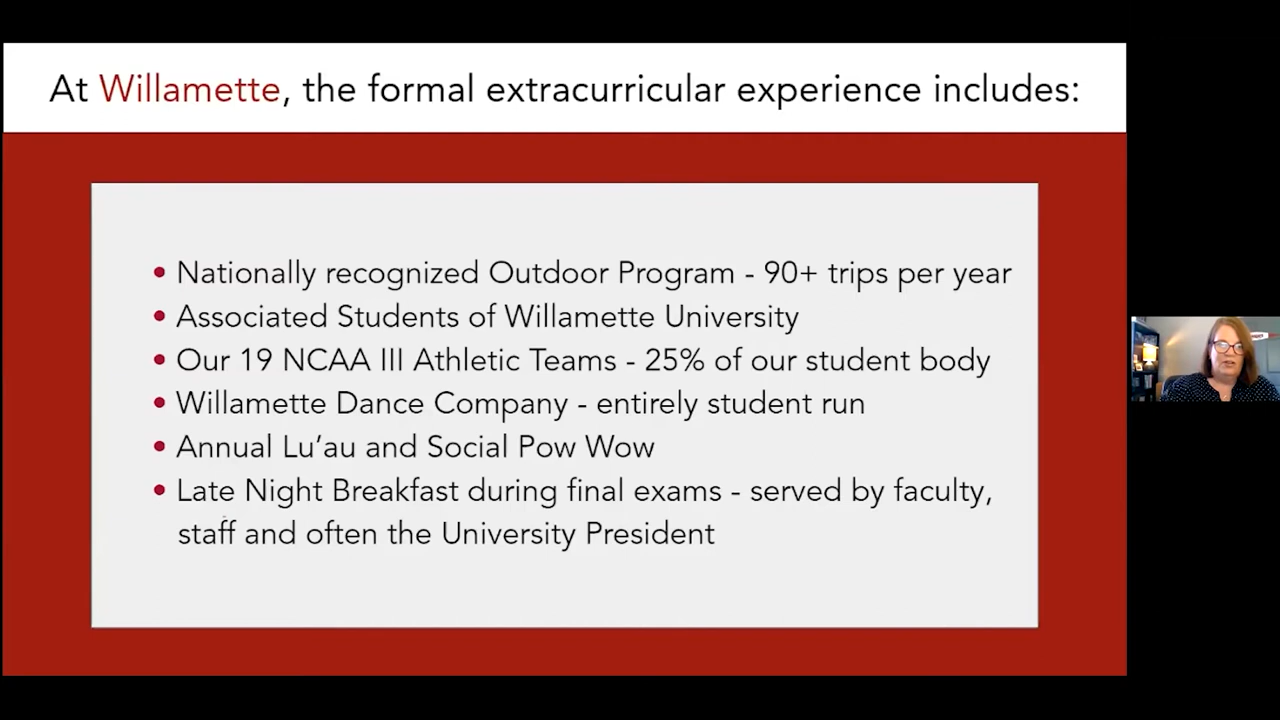 At Willamette, the formal extracurricular experience includes:
• Nationally recognized Outdoor Program - 90+ trips per year
• Associated Students of Willamette University
• Our 19 NCAA III Athletic Teams - 25% of our student body
• Willamette Dance Company - entirely student run
• Annual Lu’au and Social Pow Wow
• Late Night Breakfast during final exams - served by faculty,
staff and often the University President